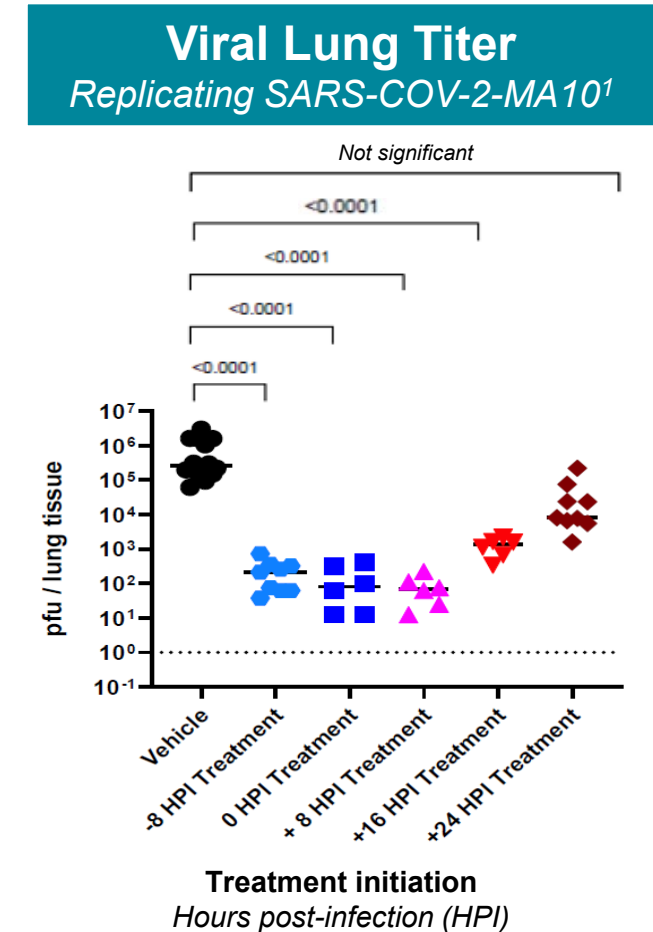 Viral Lung Titer
Replicating SARS-COV-2-MA10¹
Not significant
<0.0001
<0.0001
<0.0001
<0.0001
10⁷
10⁶
10⁵
10⁴
10³
10²
10¹
10⁰
10⁻¹
pfu / lung tissue
Vehicle
-8 HPI Treatment
0 HPI Treatment
+ 8 HPI Treatment
+16 HPI Treatment
+24 HPI Treatment
Treatment initiation
Hours post-infection (HPI)